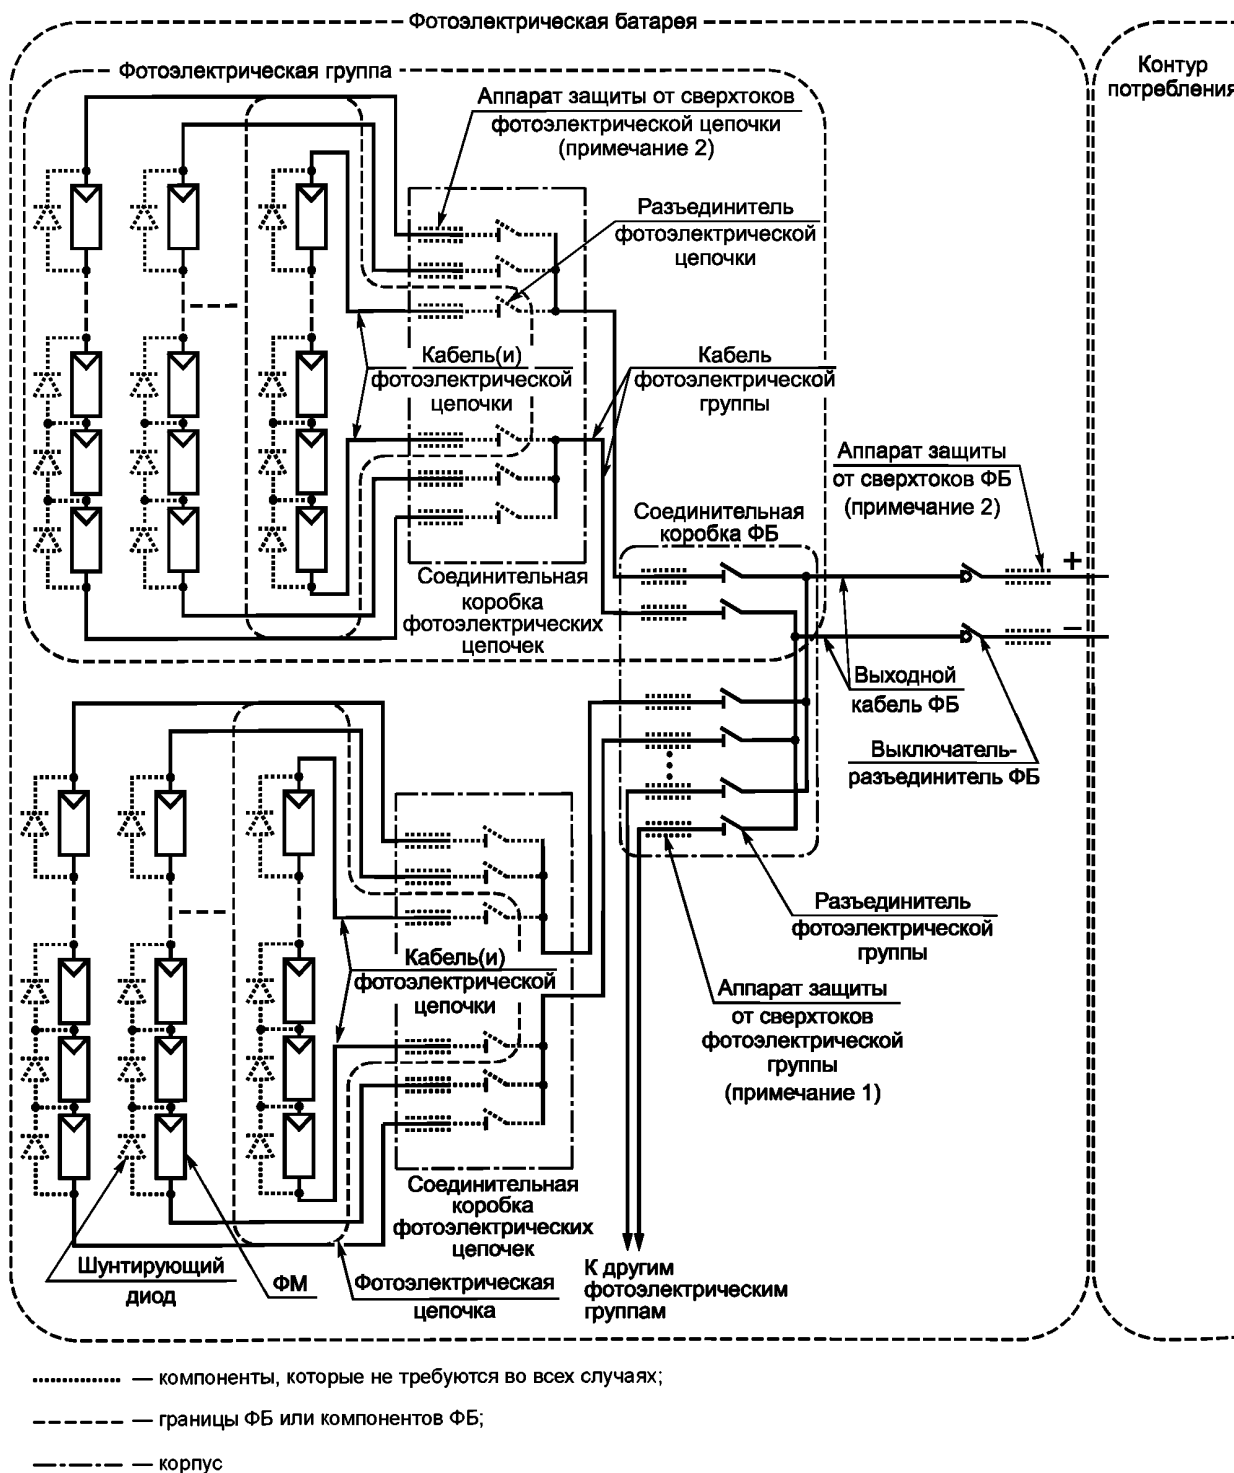 Фотоэлектрическая батарея
Контур
потребления
Фотоэлектрическая группа
Аппарат защиты от сверхтоков
фотоэлектрической цепочки
(примечание 2)
Разъединитель
фотоэлектрической
цепочки
Кабель(и)
фотоэлектрической
цепочки
Кабель
фотоэлектрической
группы
Аппарат защиты
от сверхтоков ФБ
(примечание 2)
Соединительная
коробка ФБ
+
−
Соединительная
коробка
фотоэлектрических
цепочек
Выходной
кабель ФБ
Выключатель-
разъединитель ФБ
Разъединитель
фотоэлектрической
группы
Кабель(и)
фотоэлектрической
цепочки
Аппарат защиты
от сверхтоков
фотоэлектрической
группы
(примечание 1)
Соединительная
коробка
фотоэлектрических
цепочек
Шунтирующий
диод
ФМ
Фотоэлектрическая
цепочка
К другим
фотоэлектрическим
группам
— компоненты, которые не требуются во всех случаях;
— границы ФБ или компонентов ФБ;
— корпус